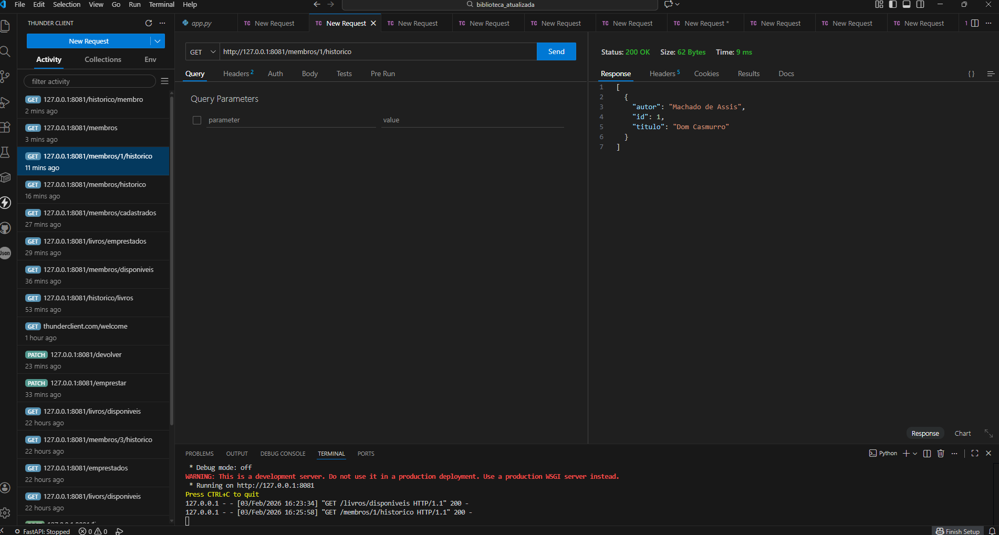 File Edit Selection View Go Run Terminal Help
biblioteca_atualizada
THUNDER CLIENT
New Request
Activity Collections Env
filter activity
GET 127.0.0.1:8081/historico/membro
2 mins ago
GET 127.0.0.1:8081/membros
3 mins ago
GET 127.0.0.1:8081/membros/1/historico
11 mins ago
GET 127.0.0.1:8081/membros/historico
16 mins ago
GET 127.0.0.1:8081/membros/cadastrados
27 mins ago
GET 127.0.0.1:8081/livros/emprestados
29 mins ago
GET 127.0.0.1:8081/membros/disponiveis
36 mins ago
GET 127.0.0.1:8081/historico/livros
53 mins ago
GET thunderclient.com/welcome
1 hour ago
PATCH 127.0.0.1:8081/devolver
23 mins ago
PATCH 127.0.0.1:8081/emprestar
33 mins ago
GET 127.0.0.1:8081/livros/disponiveis
22 hours ago
GET 127.0.0.1:8081/membros/3/historico
22 hours ago
GET 127.0.0.1:8081/emprestados
22 hours ago
GET 127.0.0.1:8081/livors/disponiveis
22 hours ago
Json
app.py
TC New Request
TC New Request
TC New Request
TC New Request
TC New Request
TC New Request
TC New Request *
TC New Request
TC New Request
TC New Request
1
GET http://127.0.0.1:8081/membros/1/historico Send
Query Headers 2 Auth Body Tests Pre Run
Query Parameters
parameter value
Status: 200 OK Size: 62 Bytes Time: 9 ms
Response Headers 5 Cookies Results Docs {}
1 [
2 {
3 "autor": "Machado de Assis",
4 "id": 1,
5 "titulo": "Dom Casmurro"
6 }
7 ]
Response Chart
PROBLEMS OUTPUT DEBUG CONSOLE TERMINAL PORTS
Python
* Debug mode: off
WARNING: This is a development server. Do not use it in a production deployment. Use a production WSGI server instead.
* Running on http://127.0.0.1:8081
Press CTRL+C to quit
127.0.0.1 - - [03/Feb/2026 16:23:34] "GET /livros/disponiveis HTTP/1.1" 200 -
127.0.0.1 - - [03/Feb/2026 16:25:58] "GET /membros/1/historico HTTP/1.1" 200 -
FastAPI: Stopped 0 0
Finish Setup